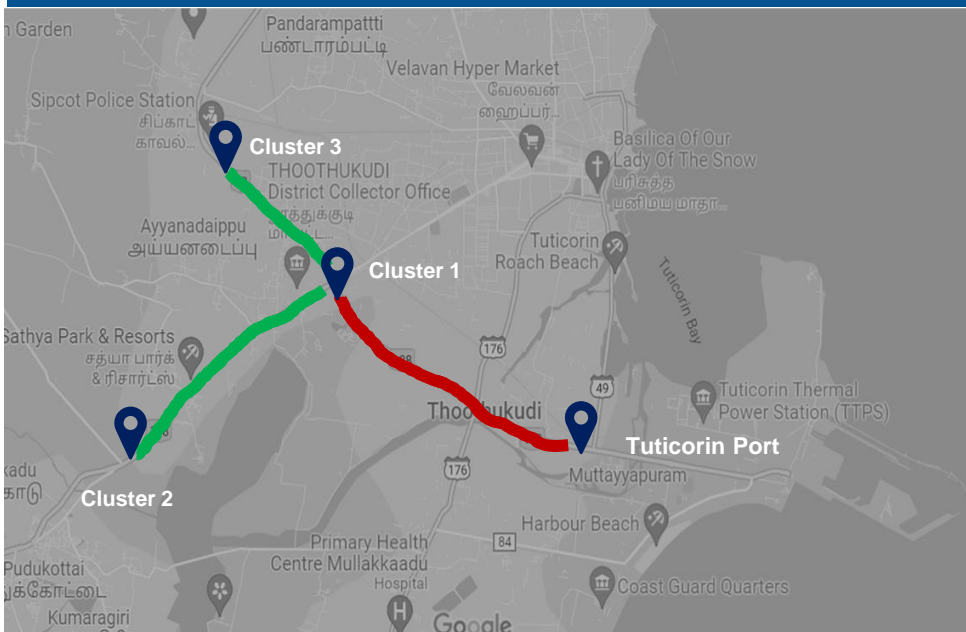 Pandarampattti
பண்டாரம்பட்டி
Garden
Velavan Hyper Market
வேலவன்
ஹைப்பர்...
Sipcot Police Station
சிப்காட்
காவல்...
Cluster 3
Basilica Of Our
Lady Of The Snow
பரிசுத்த
பனிமய மாதா...
THOOTHUKUDI
District Collector Office
Ayyanadaippu
அய்யனடைப்பு
Cluster 1
Tuticorin
Roach Beach
Tuticorin Bay
Sathya Park & Resorts
சத்யா பார்க்
& ரிசார்ட்ஸ்
176
49
Tuticorin Thermal
Power Station (TTPS)
Thoothukudi
Tuticorin Port
176
Muttayyapuram
Cluster 2
Harbour Beach
84
Primary Health
Centre Mullakkaadu
Hospital
Pudukottai
Coast Guard Quarters
Kumaragiri
Google